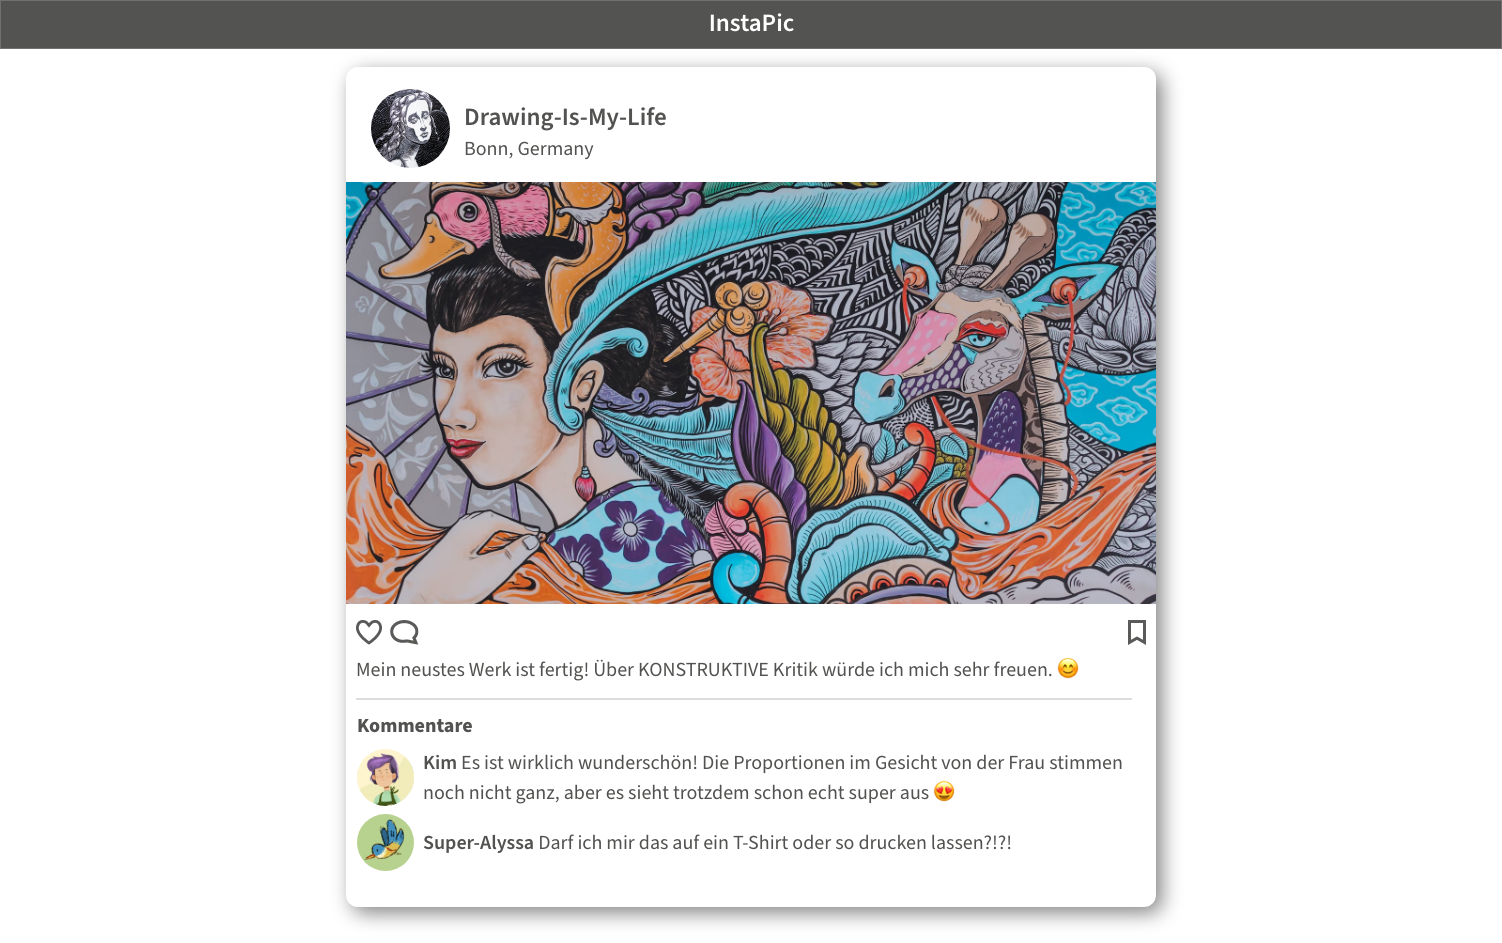 InstaPic
Drawing-Is-My-Life
Bonn, Germany
Mein neustes Werk ist fertig! Über KONSTRUKTIVE Kritik würde ich mich sehr freuen. 😊
Kommentare
Kim Es ist wirklich wunderschön! Die Proportionen im Gesicht von der Frau stimmen
noch nicht ganz, aber es sieht trotzdem schon echt super aus 😍
Super-Alyssa Darf ich mir das auf ein T-Shirt oder so drucken lassen?!?!